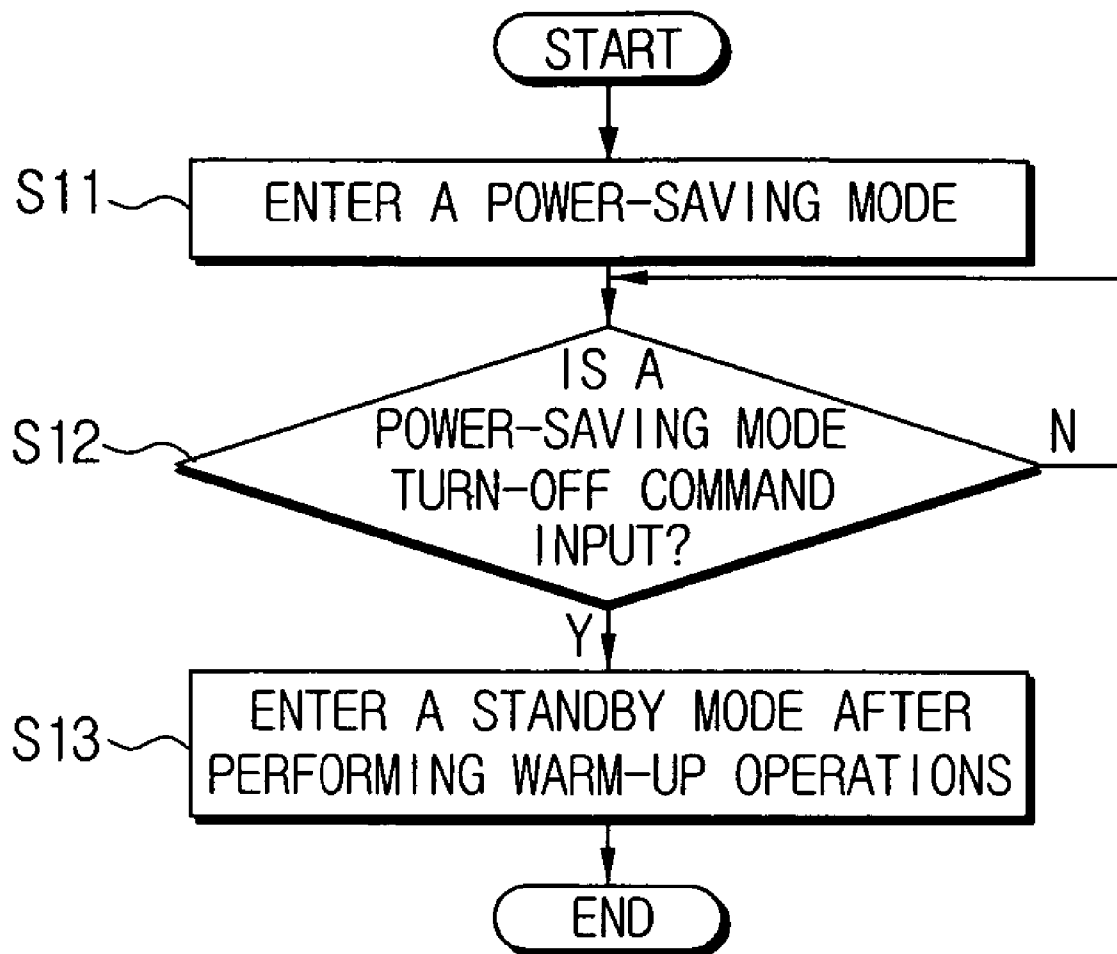 START
S11
ENTER A POWER-SAVING MODE
IS A
POWER-SAVING MODE
TURN-OFF COMMAND
INPUT?
S12
N
Y
S13
ENTER A STANDBY MODE AFTER
PERFORMING WARM-UP OPERATIONS
END